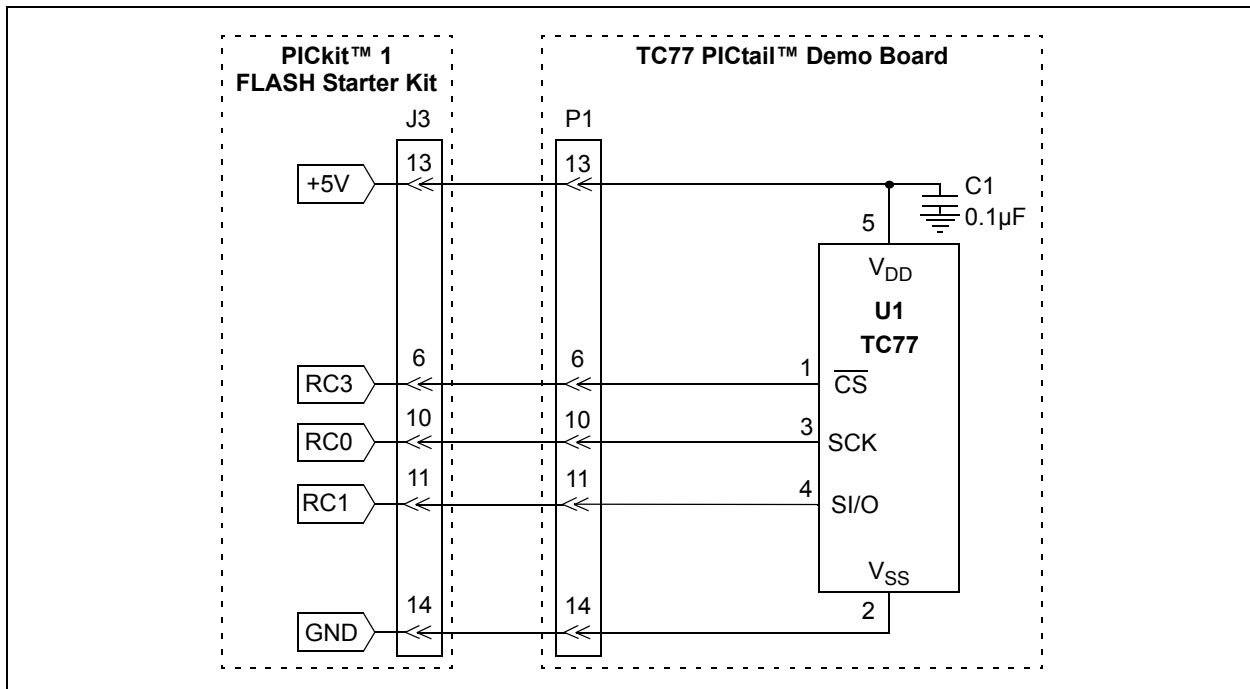 PICkit™ 1
FLASH Starter Kit
TC77 PICtail™ Demo Board
J3
P1
+5V
13
13
C1
0.1µF
5
VDD
U1
TC77
RC3
6
6
1
CS
RC0
10
10
3
SCK
RC1
11
11
4
SI/O
VSS
GND
14
14
2